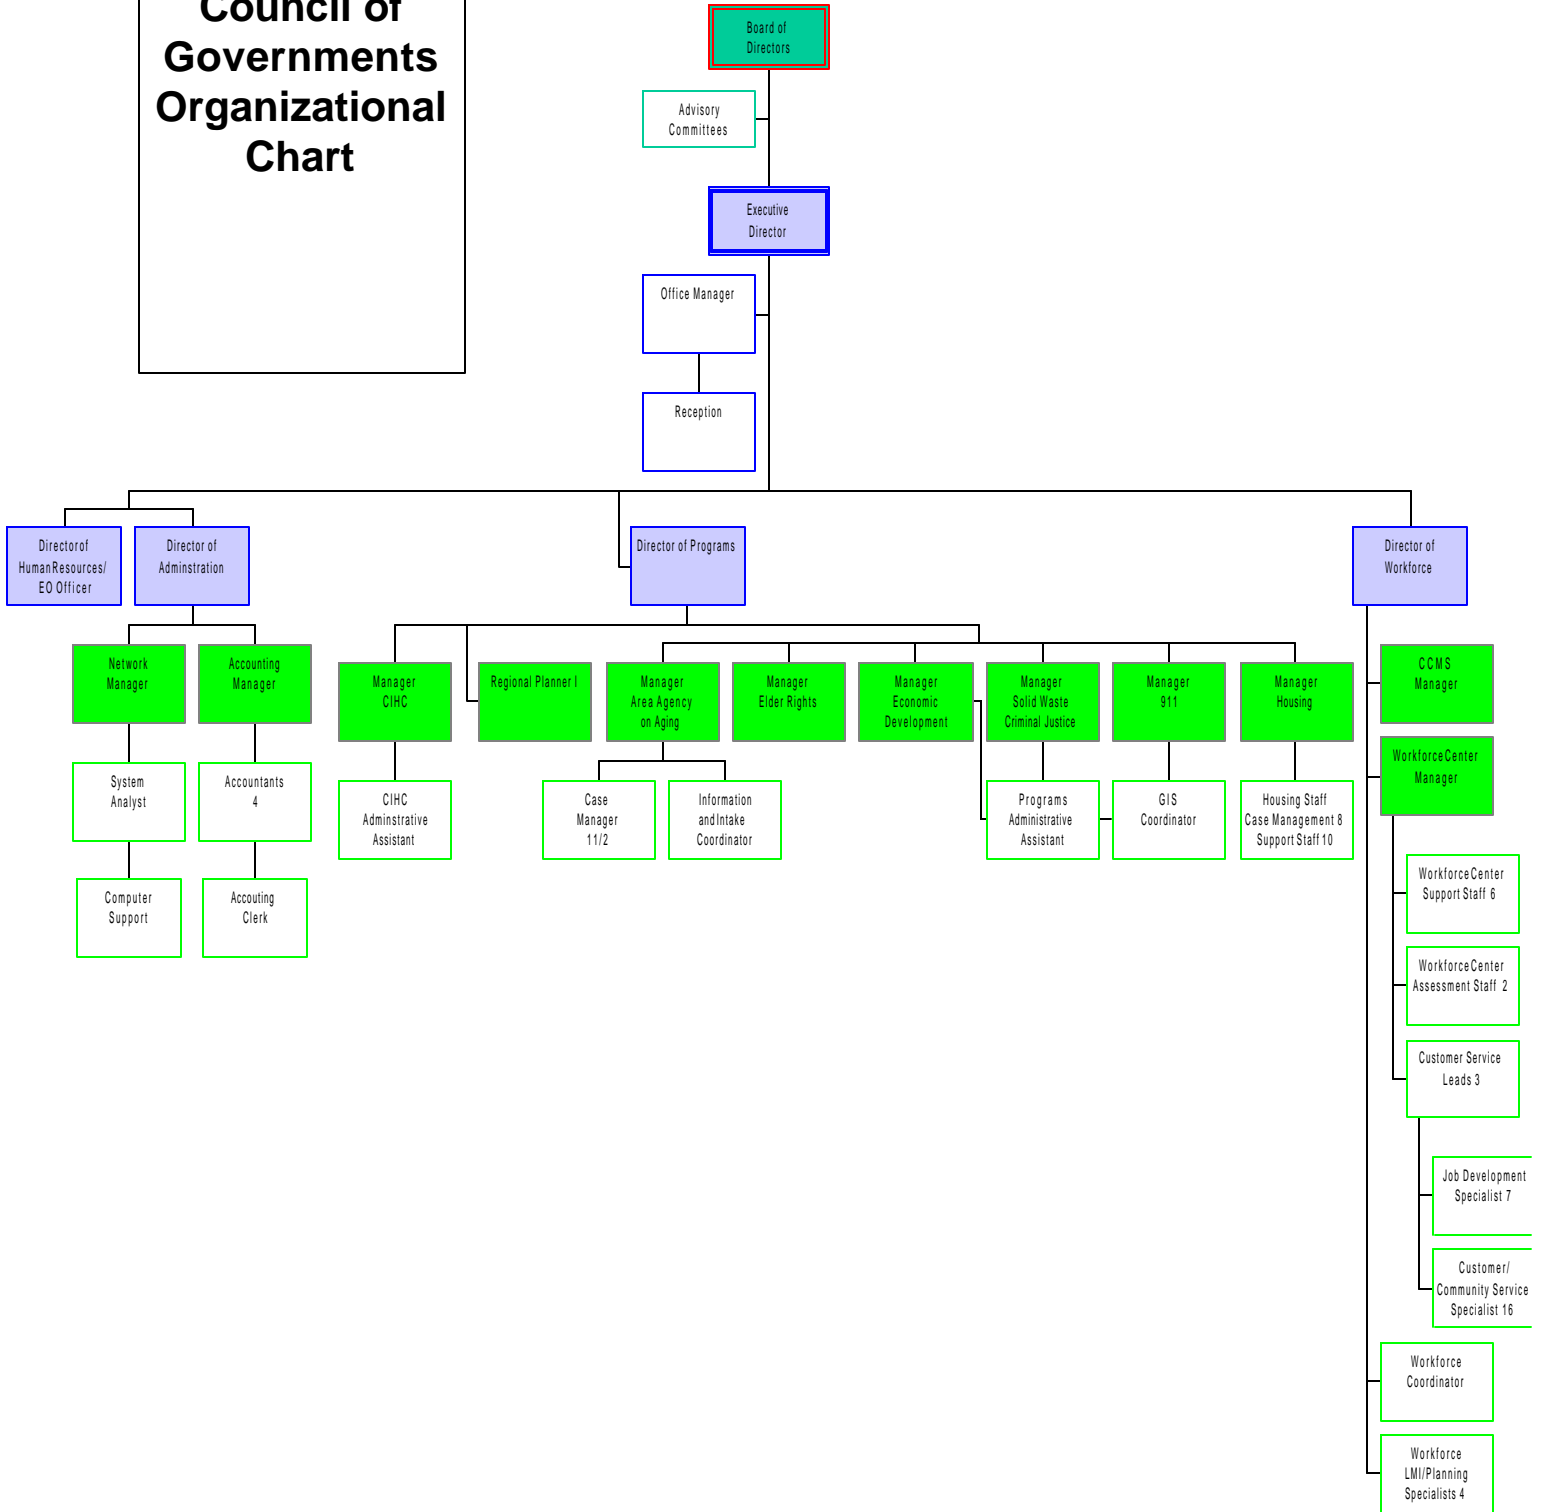 Council of
Governments
Organizational
Chart
Board of
Directors
Advisory
Committees
Executive
Director
Office Manager
Reception
Director of
Human Resources/
EO Officer
Director of
Adminstration
Director of Programs
Director of
Workforce
Network
Manager
Accounting
Manager
Manager
CIHC
Regional Planner I
Manager
Area Agency
on Aging
Manager
Elder Rights
Manager
Economic
Development
Manager
Solid Waste
Criminal Justice
Manager
911
Manager
Housing
CCMS
Manager
Workforce Center
Manager
System
Analyst
Accountants
4
CIHC
Adminstrative
Assistant
Case
Manager
11/2
Information
and Intake
Coordinator
Programs
Administrative
Assistant
GIS
Coordinator
Housing Staff
Case Management 8
Support Staff 10
Computer
Support
Accouting
Clerk
Workforce Center
Support Staff 6
Workforce Center
Assessment Staff 2
Customer Service
Leads 3
Job Development
Specialist 7
Customer/
Community Service
Specialist 16
Workforce
Coordinator
Workforce
LMI/Planning
Specialists 4